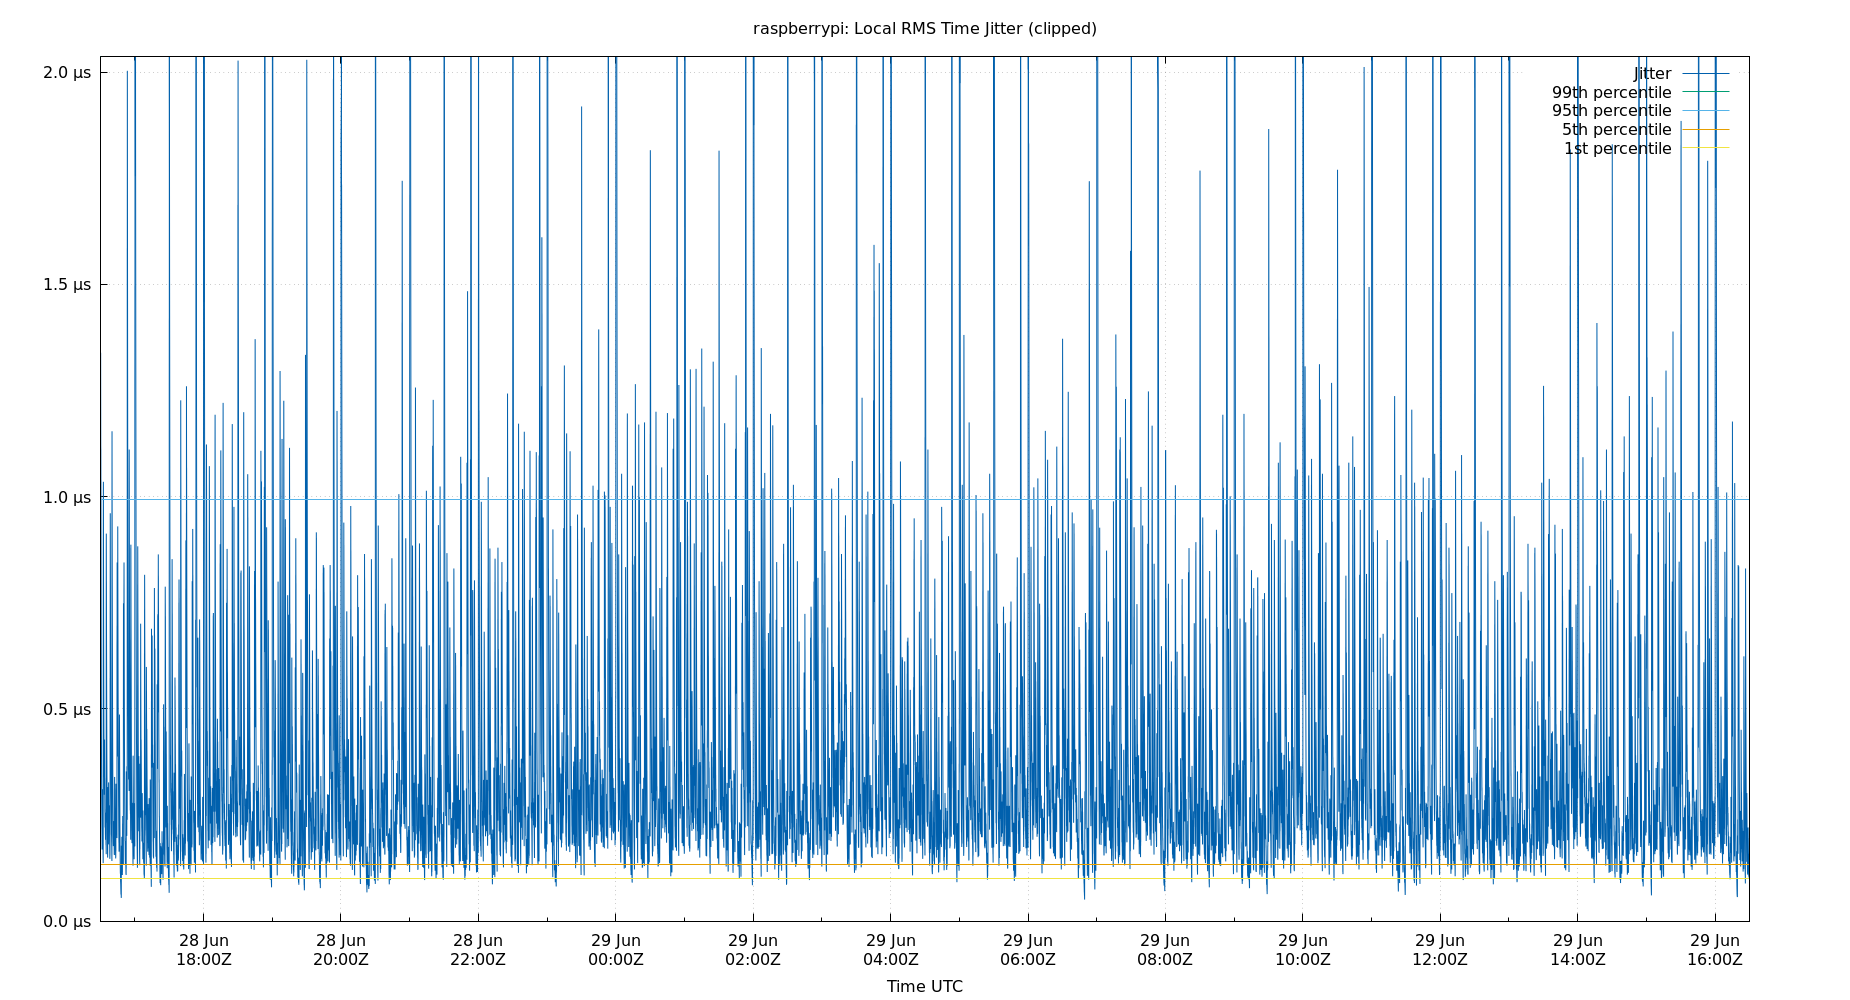 raspberrypi: Local RMS Time Jitter (clipped)
2.0 µs
1.5 µs
1.0 µs
0.5 µs
0.0 µs
Jitter
99th percentile
95th percentile
5th percentile
1st percentile
28 Jun 28 Jun 28 Jun 29 Jun 29 Jun 29 Jun 29 Jun 29 Jun 29 Jun 29 Jun 29 Jun 29 Jun
18:00Z 20:00Z 22:00Z 00:00Z 02:00Z 04:00Z 06:00Z 08:00Z 10:00Z 12:00Z 14:00Z 16:00Z
Time UTC